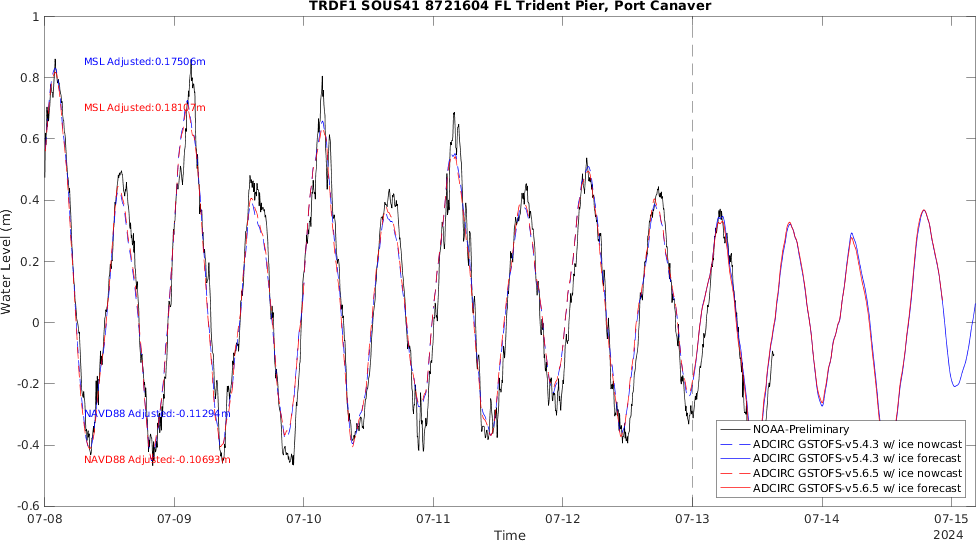 TRDF1 SOUS41 8721604 FL Trident Pier, Port Canaver
1
0.8
0.6
0.4
0.2
0
-0.2
-0.4
-0.6
Water Level (m)
MSL Adjusted:0.17506m
MSL Adjusted:0.18107m
NAVD88 Adjusted:-0.11294m
NAVD88 Adjusted:-0.10693m
NOAA-Preliminary
ADCIRC GSTOFS-v5.4.3 w/ ice nowcast
ADCIRC GSTOFS-v5.4.3 w/ ice forecast
ADCIRC GSTOFS-v5.6.5 w/ ice nowcast
ADCIRC GSTOFS-v5.6.5 w/ ice forecast
07-08 07-09 07-10 07-11 07-12 07-13 07-14 07-15
Time
2024